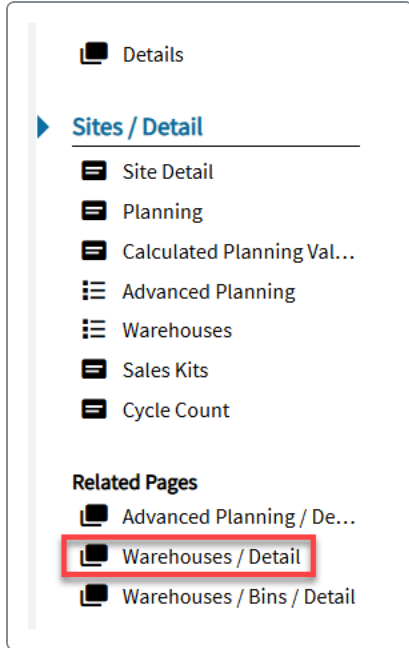 Details
Sites / Detail
Site Detail
Planning
Calculated Planning Val...
Advanced Planning
Warehouses
Sales Kits
Cycle Count
Related Pages
Advanced Planning / De...
Warehouses / Detail
Warehouses / Bins / Detail